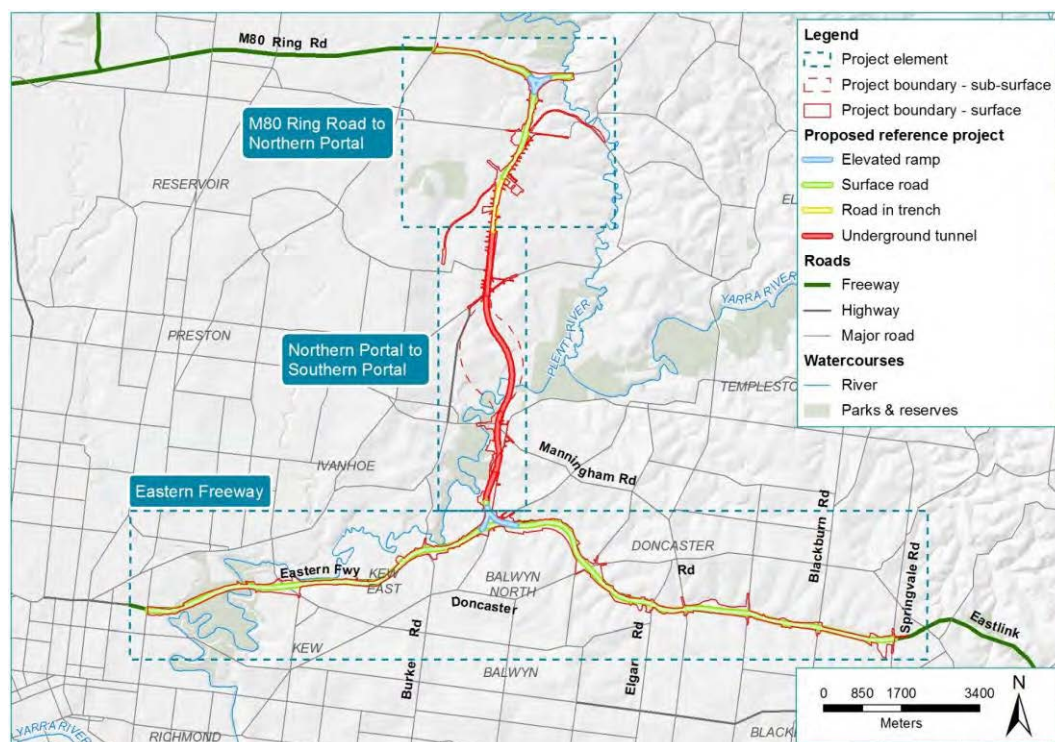 M80 Ring Rd
M80 Ring Road to
Northern Portal
RESERVOIR
EL
PLENTY RIVER
YARRA RIVER
PRESTON
Northern Portal to
Southern Portal
TEMPLESTO
IVANHOE
Manningham Rd
Eastern Freeway
Blackburn Rd
Springvale Rd
DONCASTER
Eastern Fwy
KEW
EAST
BALWYN
NORTH
Doncaster
Rd
Eastlink
KEW
Burke Rd
Elgar Rd
BALWYN
YARRA RIVER
RICHMOND
BLACKB
Legend
Project element
Project boundary - sub-surface
Project boundary - surface
Proposed reference project
Elevated ramp
Surface road
Road in trench
Underground tunnel
Roads
Freeway
Highway
Major road
Watercourses
River
Parks & reserves
0 850 1700 3400
Meters
N